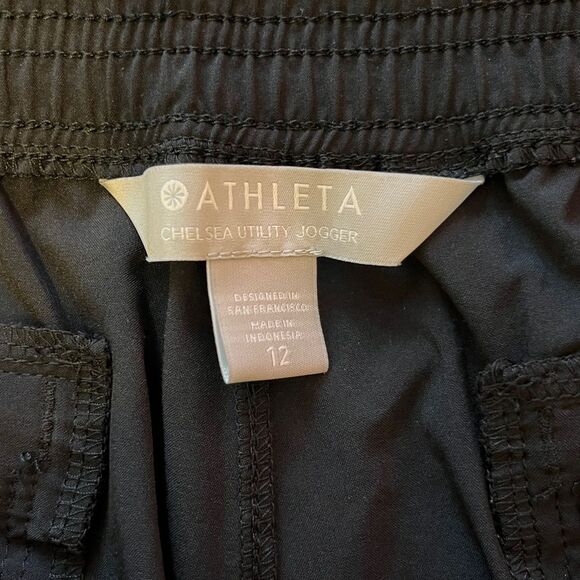 ATHLETA
CHELSEA UTILITY JOGGER
DESIGNED IN
SAN FRANCISCO
MADE IN
INDONESIA
12